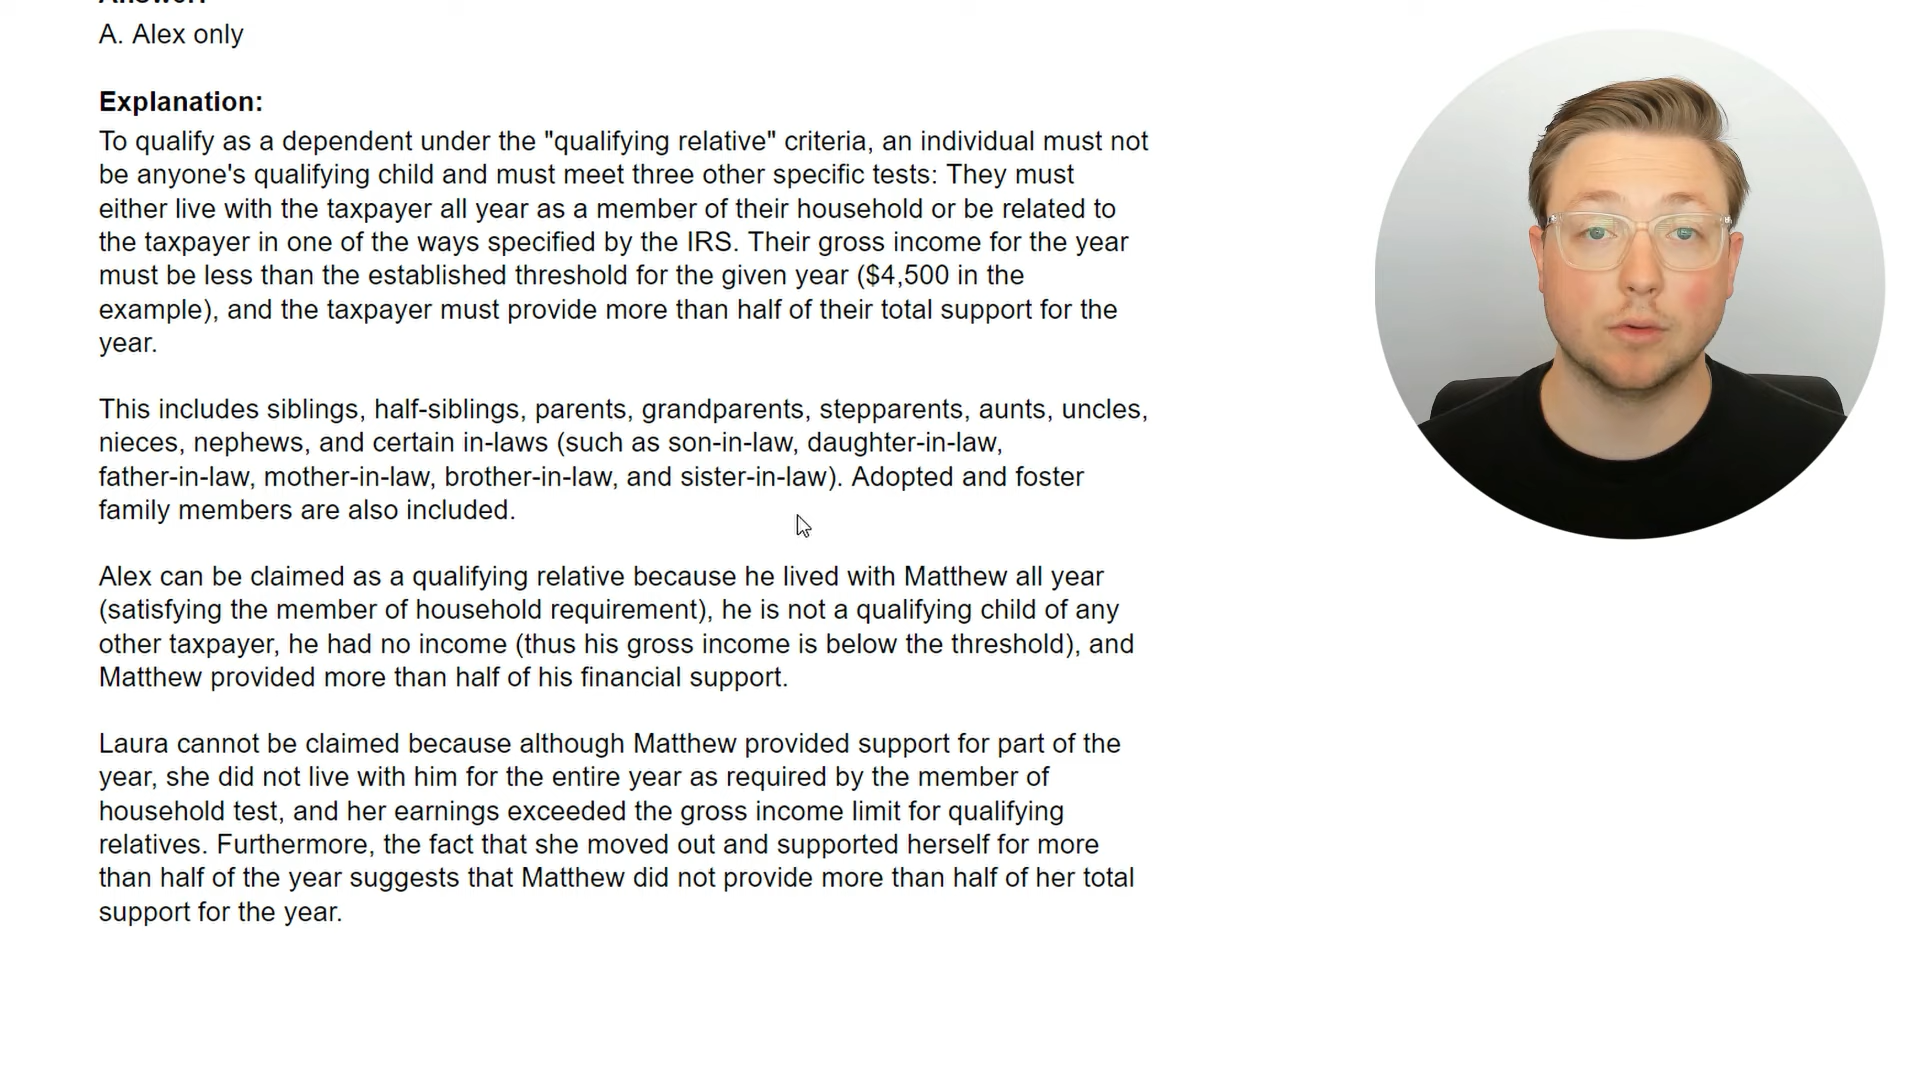 Answer:
A. Alex only
Explanation:
To qualify as a dependent under the "qualifying relative" criteria, an individual must not
be anyone's qualifying child and must meet three other specific tests: They must
either live with the taxpayer all year as a member of their household or be related to
the taxpayer in one of the ways specified by the IRS. Their gross income for the year
must be less than the established threshold for the given year ($4,500 in the
example), and the taxpayer must provide more than half of their total support for the
year.
This includes siblings, half-siblings, parents, grandparents, stepparents, aunts, uncles,
nieces, nephews, and certain in-laws (such as son-in-law, daughter-in-law,
father-in-law, mother-in-law, brother-in-law, and sister-in-law). Adopted and foster
family members are also included.
Alex can be claimed as a qualifying relative because he lived with Matthew all year
(satisfying the member of household requirement), he is not a qualifying child of any
other taxpayer, he had no income (thus his gross income is below the threshold), and
Matthew provided more than half of his financial support.
Laura cannot be claimed because although Matthew provided support for part of the
year, she did not live with him for the entire year as required by the member of
household test, and her earnings exceeded the gross income limit for qualifying
relatives. Furthermore, the fact that she moved out and supported herself for more
than half of the year suggests that Matthew did not provide more than half of her total
support for the year.